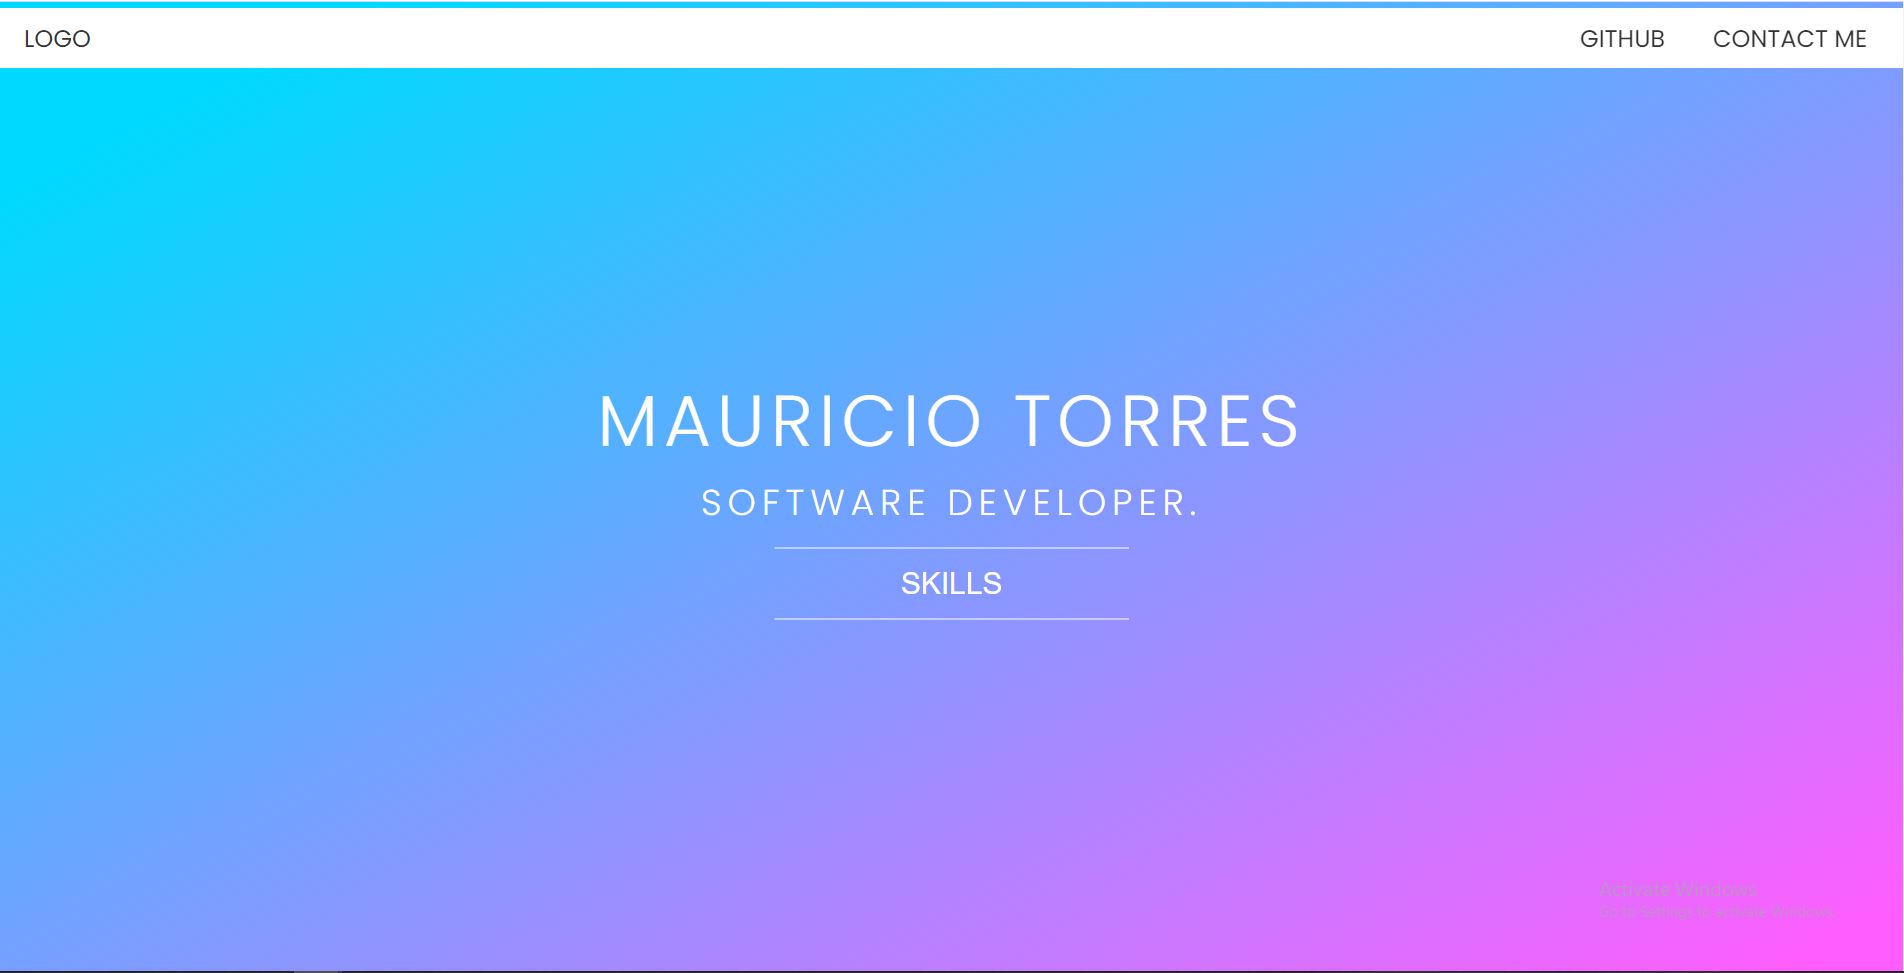 LOGO
GITHUB
CONTACT ME
MAURICIO TORRES
SOFTWARE DEVELOPER.
SKILLS
Activate Windows
Go to Settings to activate Windows.